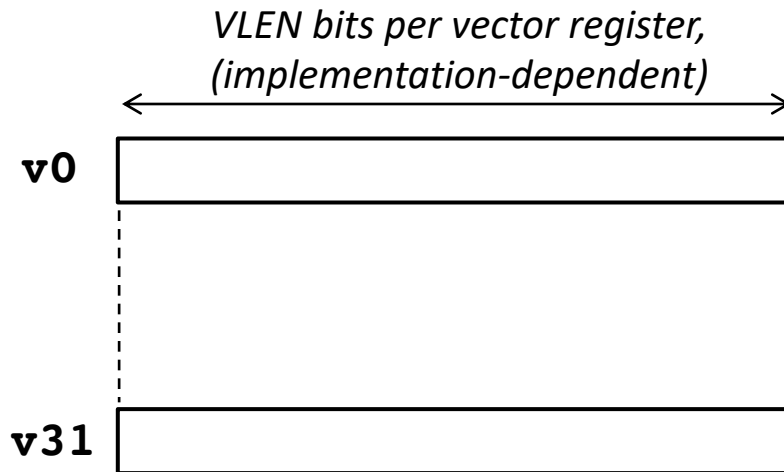 VLEN bits per vector register,
(implementation-dependent)
v0
v31